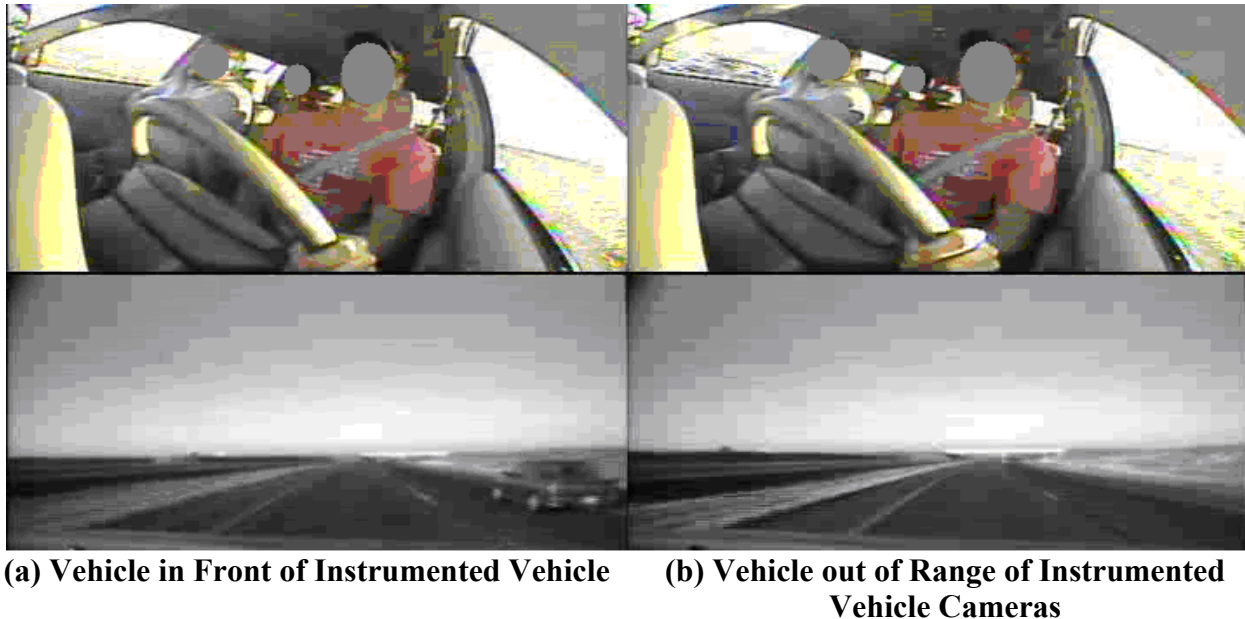 (a) Vehicle in Front of Instrumented Vehicle
(b) Vehicle out of Range of Instrumented
Vehicle Cameras